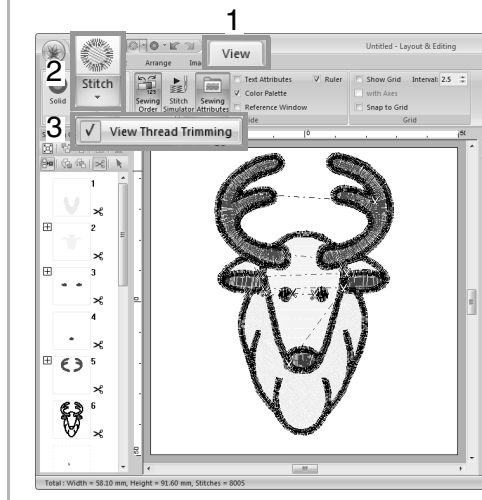 1
View
Untitled - Layout & Editing
2
Arrange
Ima
Stitch
Solid
Sewing Order
Stitch Simulator
Sewing Attributes
Text Attributes
Color Palette
Reference Window
Ruler
Show Grid
Interval: 2.5
with Axes
Snap to Grid
Grid
3
View Thread Trimming
1
2
3
4
5
6
Total : Width = 58.10 mm, Height = 91.60 mm, Stitches = 8005